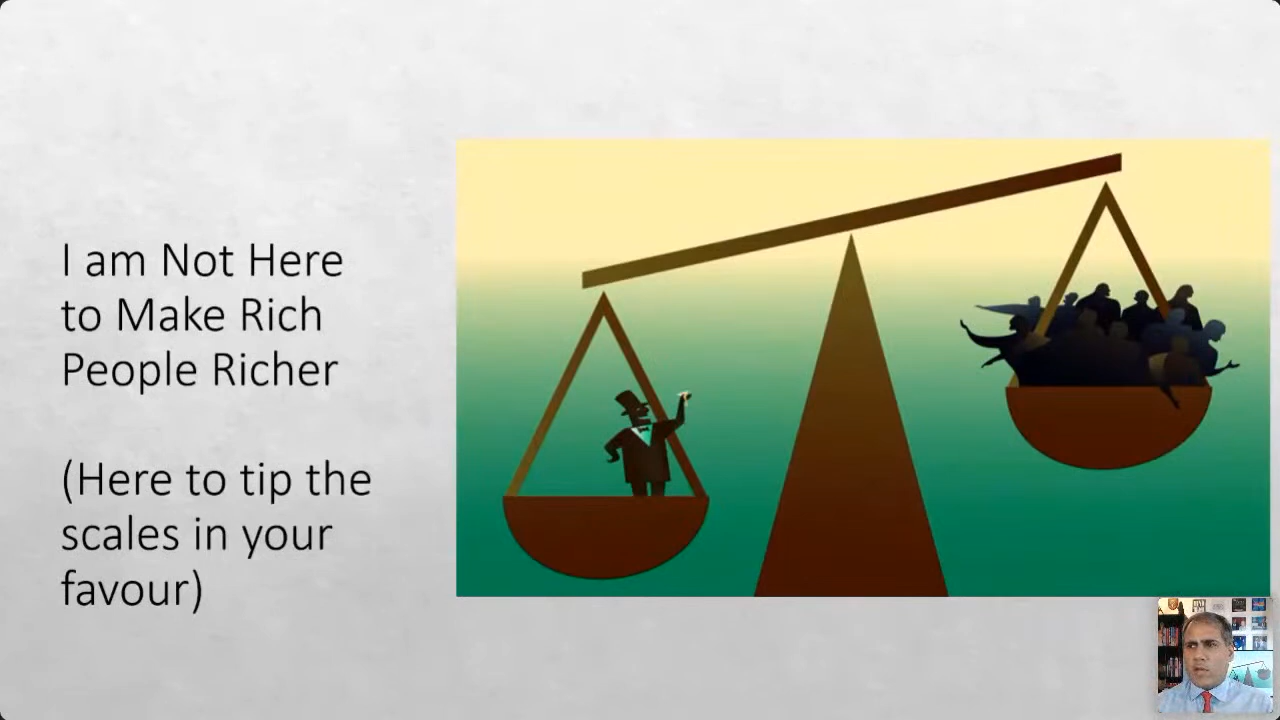 I am Not Here
to Make Rich
People Richer
(Here to tip the
scales in your
favour)